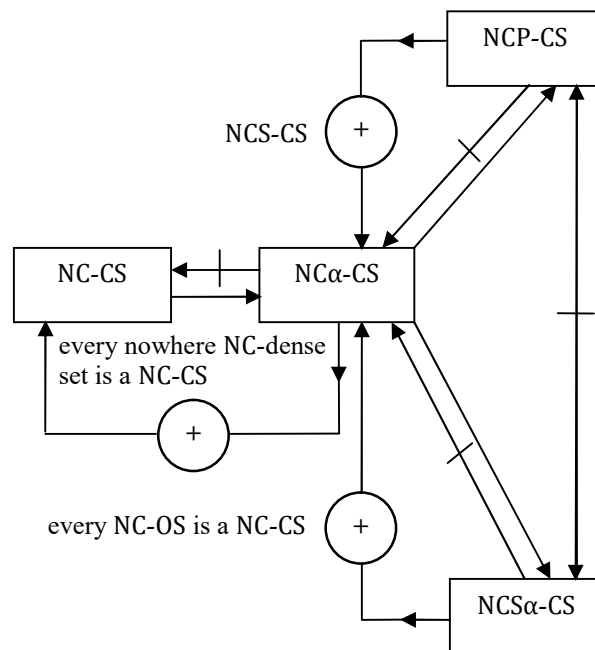 NCP-CS
+
NCS-CS
NC-CS
NCα-CS
every nowhere NC-dense
set is a NC-CS
+
every NC-OS is a NC-CS
+
NCSα-CS